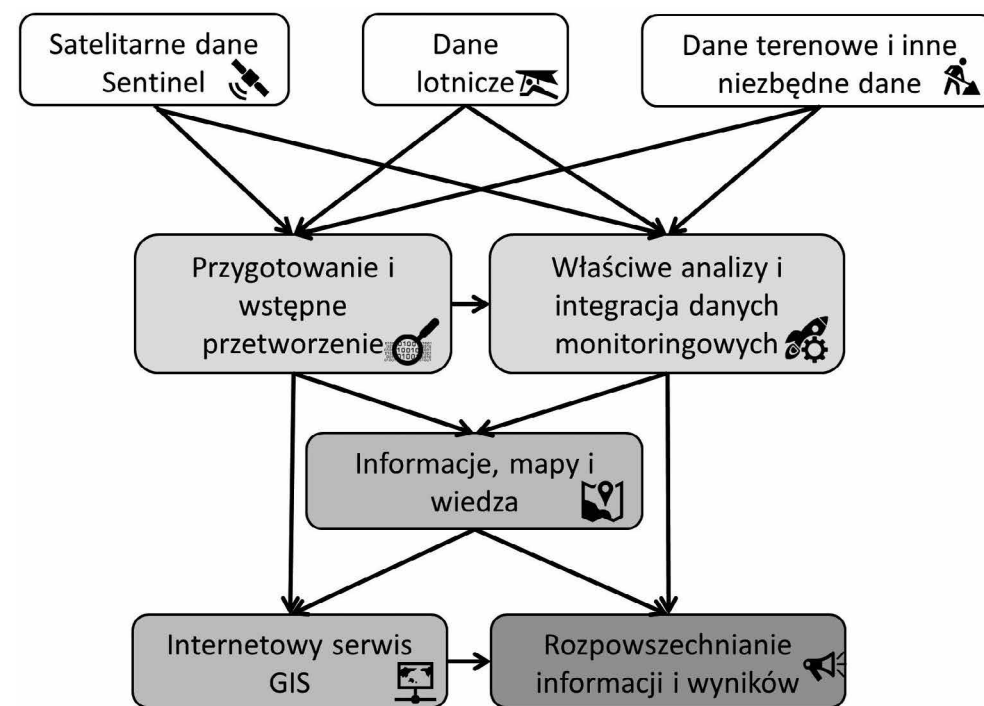 Satelitarne dane
Sentinel
Dane
lotnicze
Dane terenowe i inne
niezbędne dane
Przygotowanie i
wstępne
przetworzenie
Właściwe analizy i
integracja danych
monitoringowych
Informacje, mapy i
wiedza
Internetowy serwis
GIS
Rozpowszechnianie
informacji i wyników